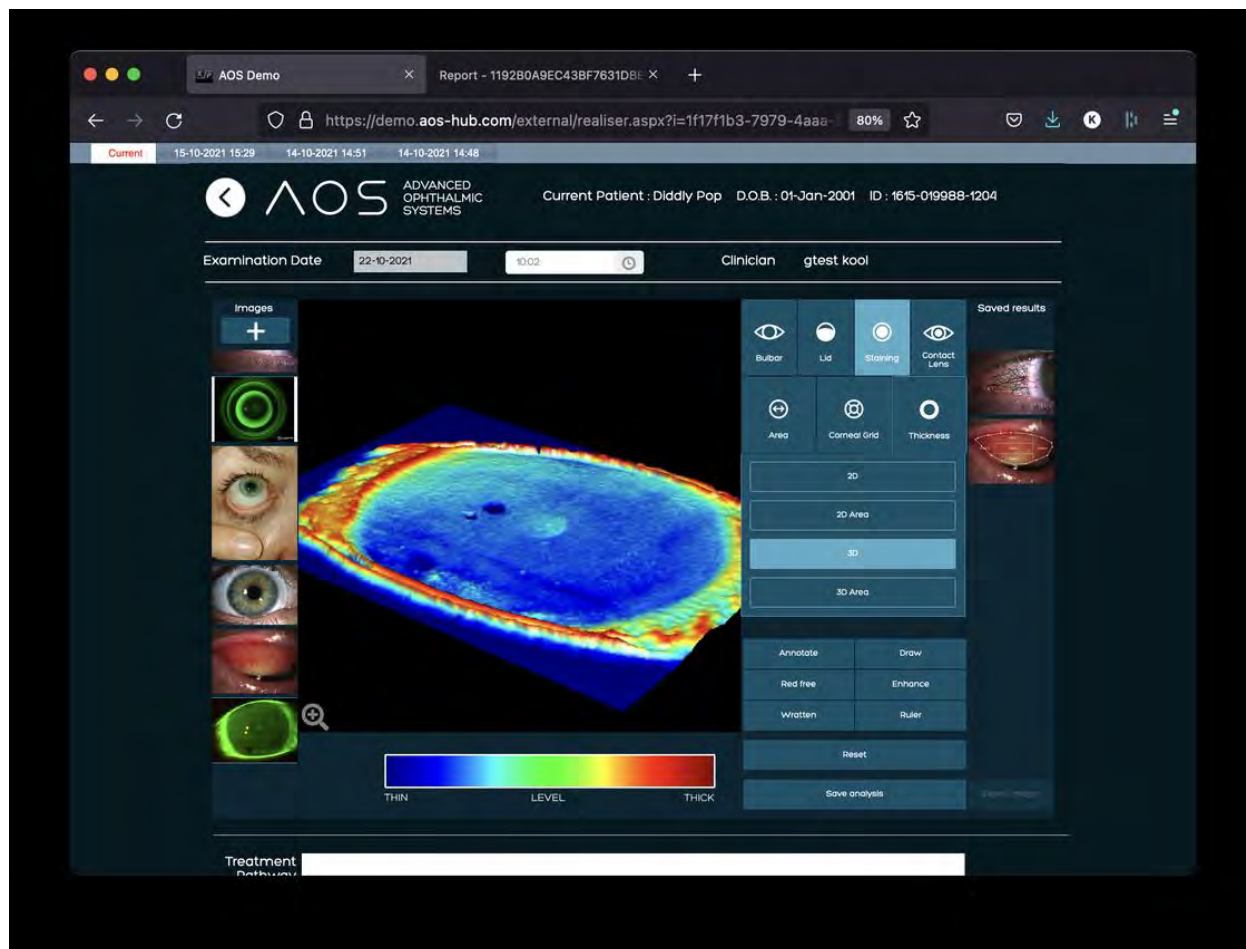 AOS Demo
Report - 1192B0A9EC43BF7631DB
https://demo.aos-hub.com/external/realiser.aspx?i=1f17f1b3-7979-4aaa-
80%
K
Current 15-10-2021 15:29 14-10-2021 14:51 14-10-2021 14:48
AOS
ADVANCED
OPHTHALMIC
SYSTEMS
Current Patient : Diddly Pop D.O.B. : 01-Jan-2001 ID : 1615-019988-1204
Examination Date 22-10-2021 10:02 Clinician gtest kool
Images
Bulbar Lid Staining Contact
Lens
Saved results
Area Corneal Grid Thickness
2D
2D Area
3D
3D Area
Annotate Draw
Red free Enhance
Wratten Ruler
Reset
Save analysis
THIN LEVEL THICK
Treatment
Pathway